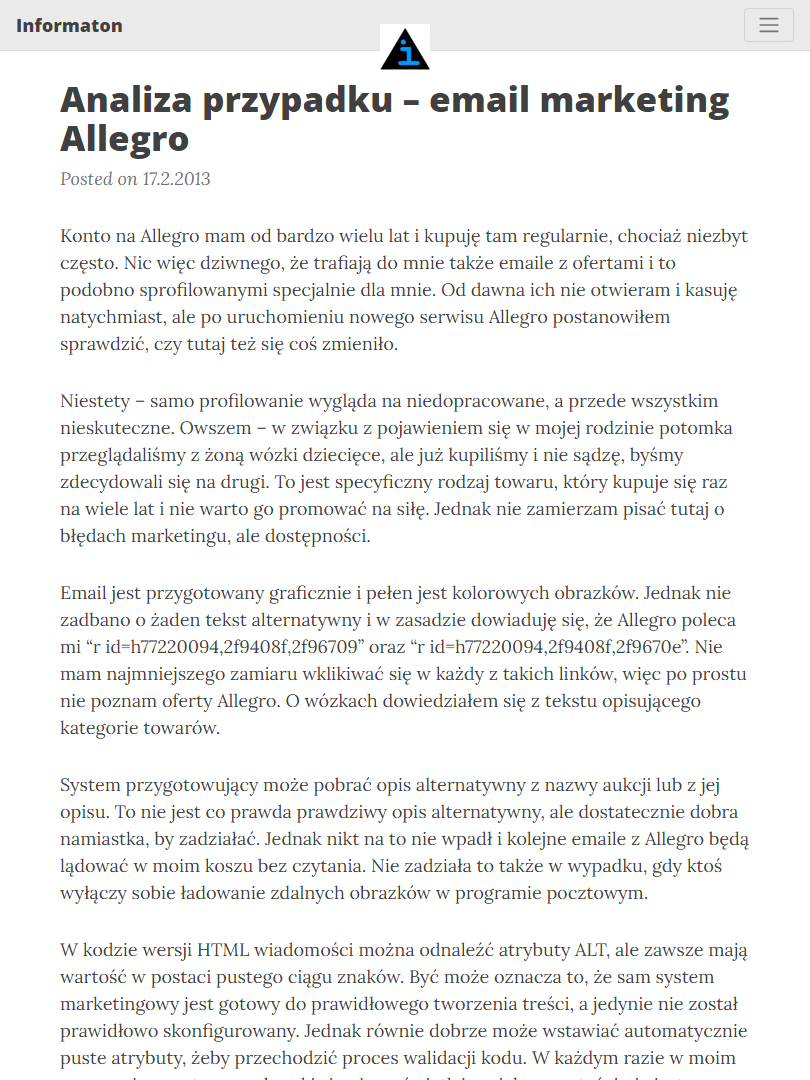 Informaton
i
Analiza przypadku – email marketing
Allegro
Posted on 17.2.2013
Konto na Allegro mam od bardzo wielu lat i kupuję tam regularnie, chociaż niezbyt
często. Nic więc dziwnego, że trafiają do mnie także emaile z ofertami i to
podobno sprofilowanymi specjalnie dla mnie. Od dawna ich nie otwieram i kasuję
natychmiast, ale po uruchomieniu nowego serwisu Allegro postanowiłem
sprawdzić, czy tutaj też się coś zmieniło.
Niestety – samo profilowanie wygląda na niedopracowane, a przede wszystkim
nieskuteczne. Owszem – w związku z pojawieniem się w mojej rodzinie potomka
przeglądaliśmy z żoną wózki dziecięce, ale już kupiliśmy i nie sądzę, byśmy
zdecydowali się na drugi. To jest specyficzny rodzaj towaru, który kupuje się raz
na wiele lat i nie warto go promować na siłę. Jednak nie zamierzam pisać tutaj o
błędach marketingu, ale dostępności.
Email jest przygotowany graficznie i pełen jest kolorowych obrazków. Jednak nie
zadbano o żaden tekst alternatywny i w zasadzie dowiaduję się, że Allegro poleca
mi “r id=h77220094,2f9408f,2f96709” oraz “r id=h77220094,2f9408f,2f9670e”. Nie
mam najmniejszego zamiaru wklikiwać się w każdy z takich linków, więc po prostu
nie poznam oferty Allegro. O wózkach dowiedziałem się z tekstu opisującego
kategorie towarów.
System przygotowujący może pobrać opis alternatywny z nazwy aukcji lub z jej
opisu. To nie jest co prawda prawdziwy opis alternatywny, ale dostatecznie dobra
namiastka, by zadziałać. Jednak nikt na to nie wpadł i kolejne emaile z Allegro będą
lądować w moim koszu bez czytania. Nie zadziała to także w wypadku, gdy ktoś
wyłączy sobie ładowanie zdalnych obrazków w programie pocztowym.
W kodzie wersji HTML wiadomości można odnaleźć atrybuty ALT, ale zawsze mają
wartość w postaci pustego ciągu znaków. Być może oznacza to, że sam system
marketingowy jest gotowy do prawidłowego tworzenia treści, a jedynie nie został
prawidłowo skonfigurowany. Jednak równie dobrze może wstawiać automatycznie
puste atrybuty, żeby przechodzić proces walidacji kodu. W każdym razie w moim